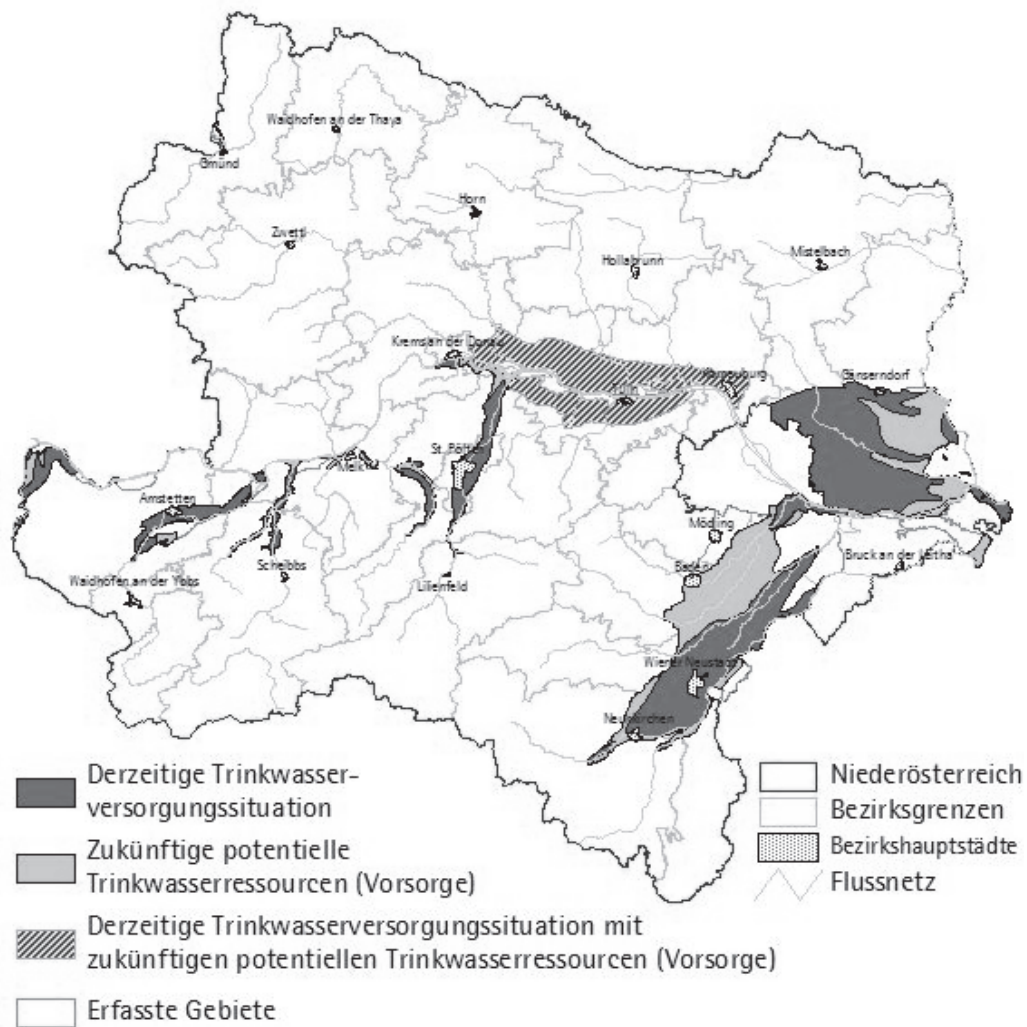 Waidhofen an der Thaya
Gmünd
Horn
Zwettl
Hollabrunn
Mistelbach
Krems an der Donau
Korneuburg
Gänserndorf
Tulln
St. Pölten
Melk
Amstetten
Mödling
Bruck an der Leitha
Baden
Scheibbs
Waidhofen an der Ybbs
Lilienfeld
Wiener Neustadt
Neunkirchen
Derzeitige Trinkwasser-
versorgungssituation
Zukünftige potentielle
Trinkwasserressourcen (Vorsorge)
Derzeitige Trinkwasserversorgungssituation mit
zukünftigen potentiellen Trinkwasserressourcen (Vorsorge)
Erfasste Gebiete
Niederösterreich
Bezirksgrenzen
Bezirkshauptstädte
Flussnetz